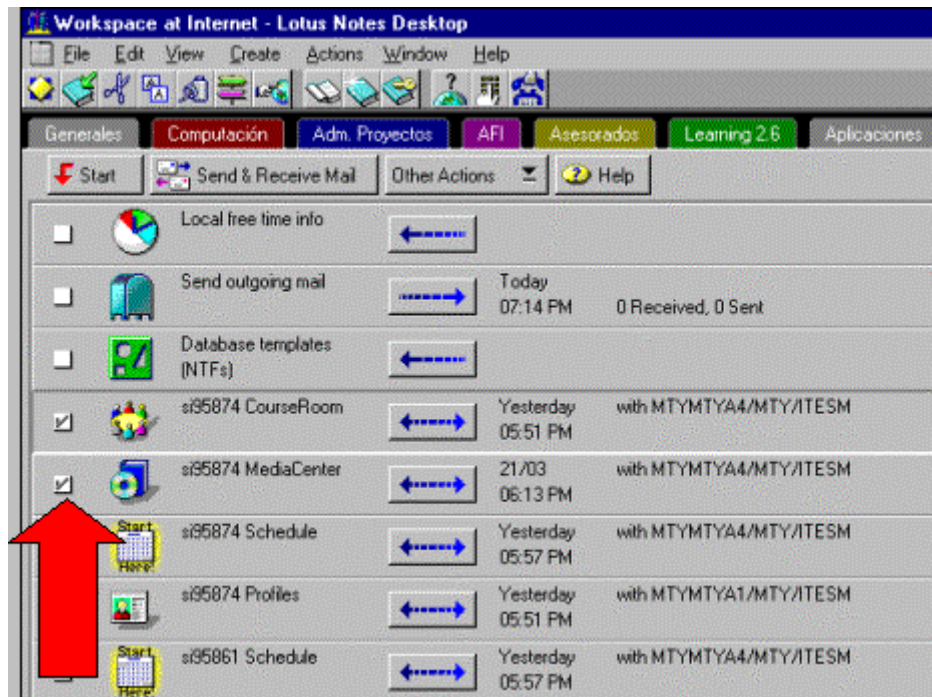 Workspace at Internet - Lotus Notes Desktop
File Edit View Create Actions Window Help
Generales Computación Adm. Proyectos AFI Asesorados Learning 2.6 Aplicaciones
Start Send & Receive Mail Other Actions Help
Local free time info
Send outgoing mail Today
07:14 PM 0 Received, 0 Sent
Database templates
(NTFs)
si95874 CourseRoom Yesterday with MTYMTYA4/MTY/ITESM
05:51 PM
si95874 MediaCenter 21/03 with MTYMTYA4/MTY/ITESM
06:13 PM
Start si95874 Schedule Yesterday with MTYMTYA4/MTY/ITESM
Here! 05:57 PM
si95874 Profiles Yesterday with MTYMTYA1/MTY/ITESM
05:51 PM
Start si95861 Schedule Yesterday with MTYMTYA4/MTY/ITESM
Here! 05:57 PM